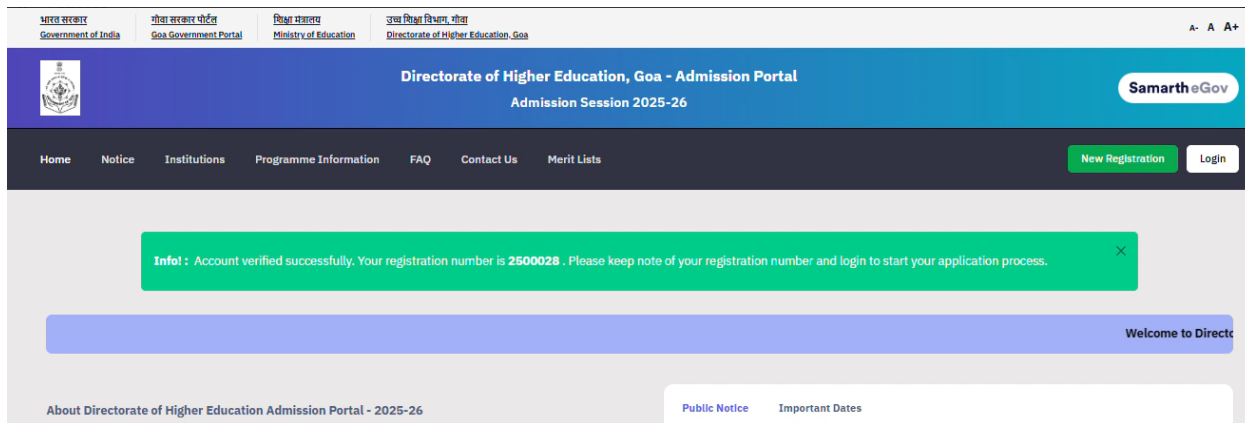 भारत सरकार
Government of India
गोवा सरकार पोर्टल
Goa Government Portal
शिक्षा मंत्रालय
Ministry of Education
उच्च शिक्षा विभाग, गोवा
Directorate of Higher Education, Goa
A- A A+
Directorate of Higher Education, Goa - Admission Portal
Admission Session 2025-26
Samarth eGov
Home Notice Institutions Programme Information FAQ Contact Us Merit Lists New Registration Login
Info! : Account verified successfully. Your registration number is 2500028 . Please keep note of your registration number and login to start your application process.
Welcome to Directo
About Directorate of Higher Education Admission Portal - 2025-26
Public Notice Important Dates